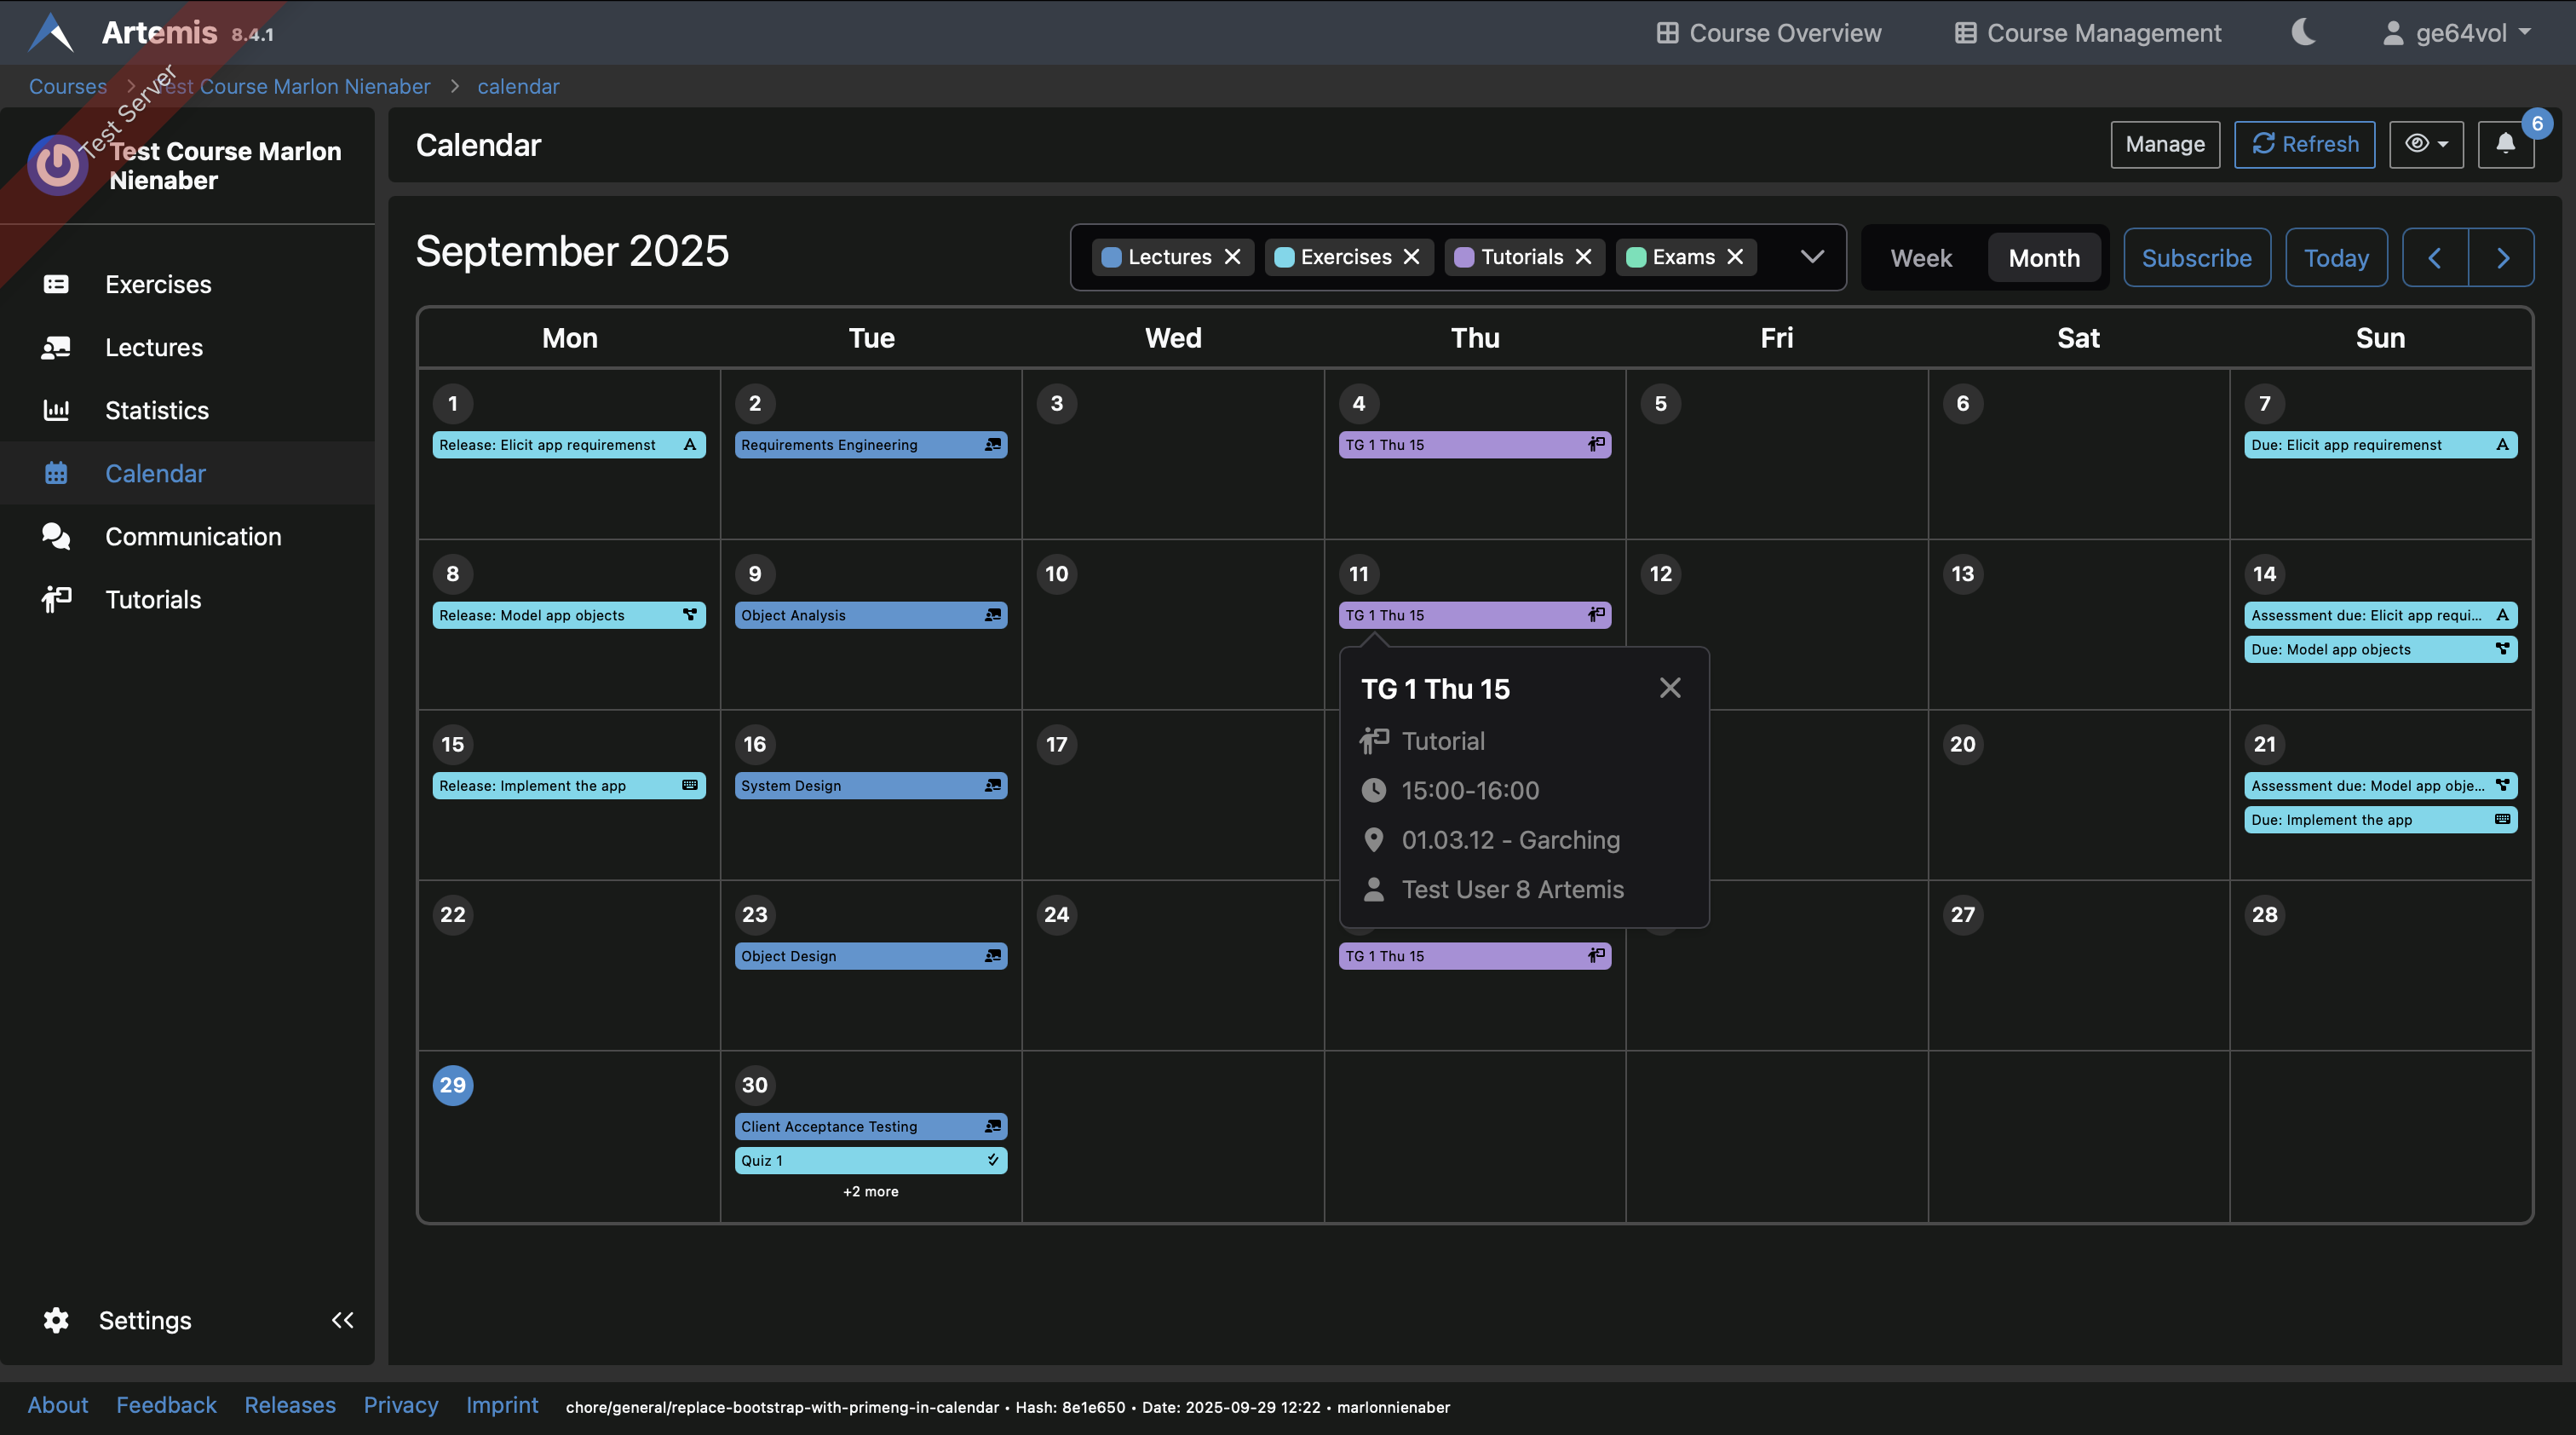 Artemis 8.4.1
Course Overview
Course Management
ge64vol
Test Server
Courses > Test Course Marlon Nienaber > calendar
Test Course Marlon
Nienaber
Calendar
Manage
Refresh
6
Exercises
Lectures
Statistics
Calendar
Communication
Tutorials
Settings
September 2025
Lectures
Exercises
Tutorials
Exams
Week
Month
Subscribe
Today
Mon Tue Wed Thu Fri Sat Sun
1 2 3 4 5 6 7
Release: Elicit app requiremenst
Requirements Engineering
TG 1 Thu 15
Due: Elicit app requiremenst
8 9 10 11 12 13 14
Release: Model app objects
Object Analysis
TG 1 Thu 15
Assessment due: Elicit app requi...
Due: Model app objects
TG 1 Thu 15
Tutorial
15:00-16:00
01.03.12 - Garching
Test User 8 Artemis
15 16 17 20 21
Release: Implement the app
System Design
Assessment due: Model app obje...
Due: Implement the app
22 23 24 27 28
Object Design
TG 1 Thu 15
29 30
Client Acceptance Testing
Quiz 1
+2 more
About Feedback Releases Privacy Imprint chore/general/replace-bootstrap-with-primeng-in-calendar • Hash: 8e1e650 • Date: 2025-09-29 12:22 • marlonnienaber